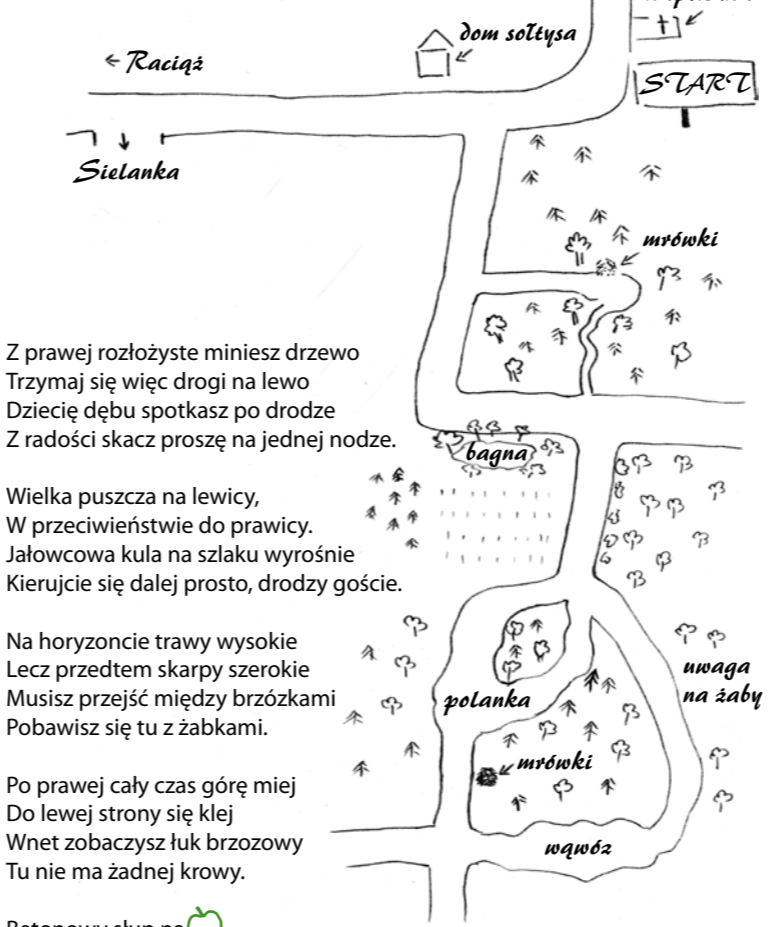 ← Raciąż
dom sołtysa
START
Sielanka
mrówki
Z prawej rozłożyste miniesz drzewo
Trzymaj się więc drogi na lewo
Dziecię dębu spotkasz po drodze
Z radości skacz proszę na jednej nodze.
bagna
Wielka puszcza na lewicy,
W przeciwieństwie do prawicy.
Jałowcowa kula na szlaku wyrośnie
Kierujcie się dalej prosto, drodzy goście.
Na horyzoncie trawy wysokie
Lecz przedtem skarpy szerokie
Musisz przejść między brzózkami
Pobawisz się tu z żabkami.
uwaga
na żaby
polanka
mrówki
Po prawej cały czas górę miej
Do lewej strony się klej
Wnet zobaczysz łuk brzozowy
Tu nie ma żadnej krowy.
wąwóz
Betonowy słup na